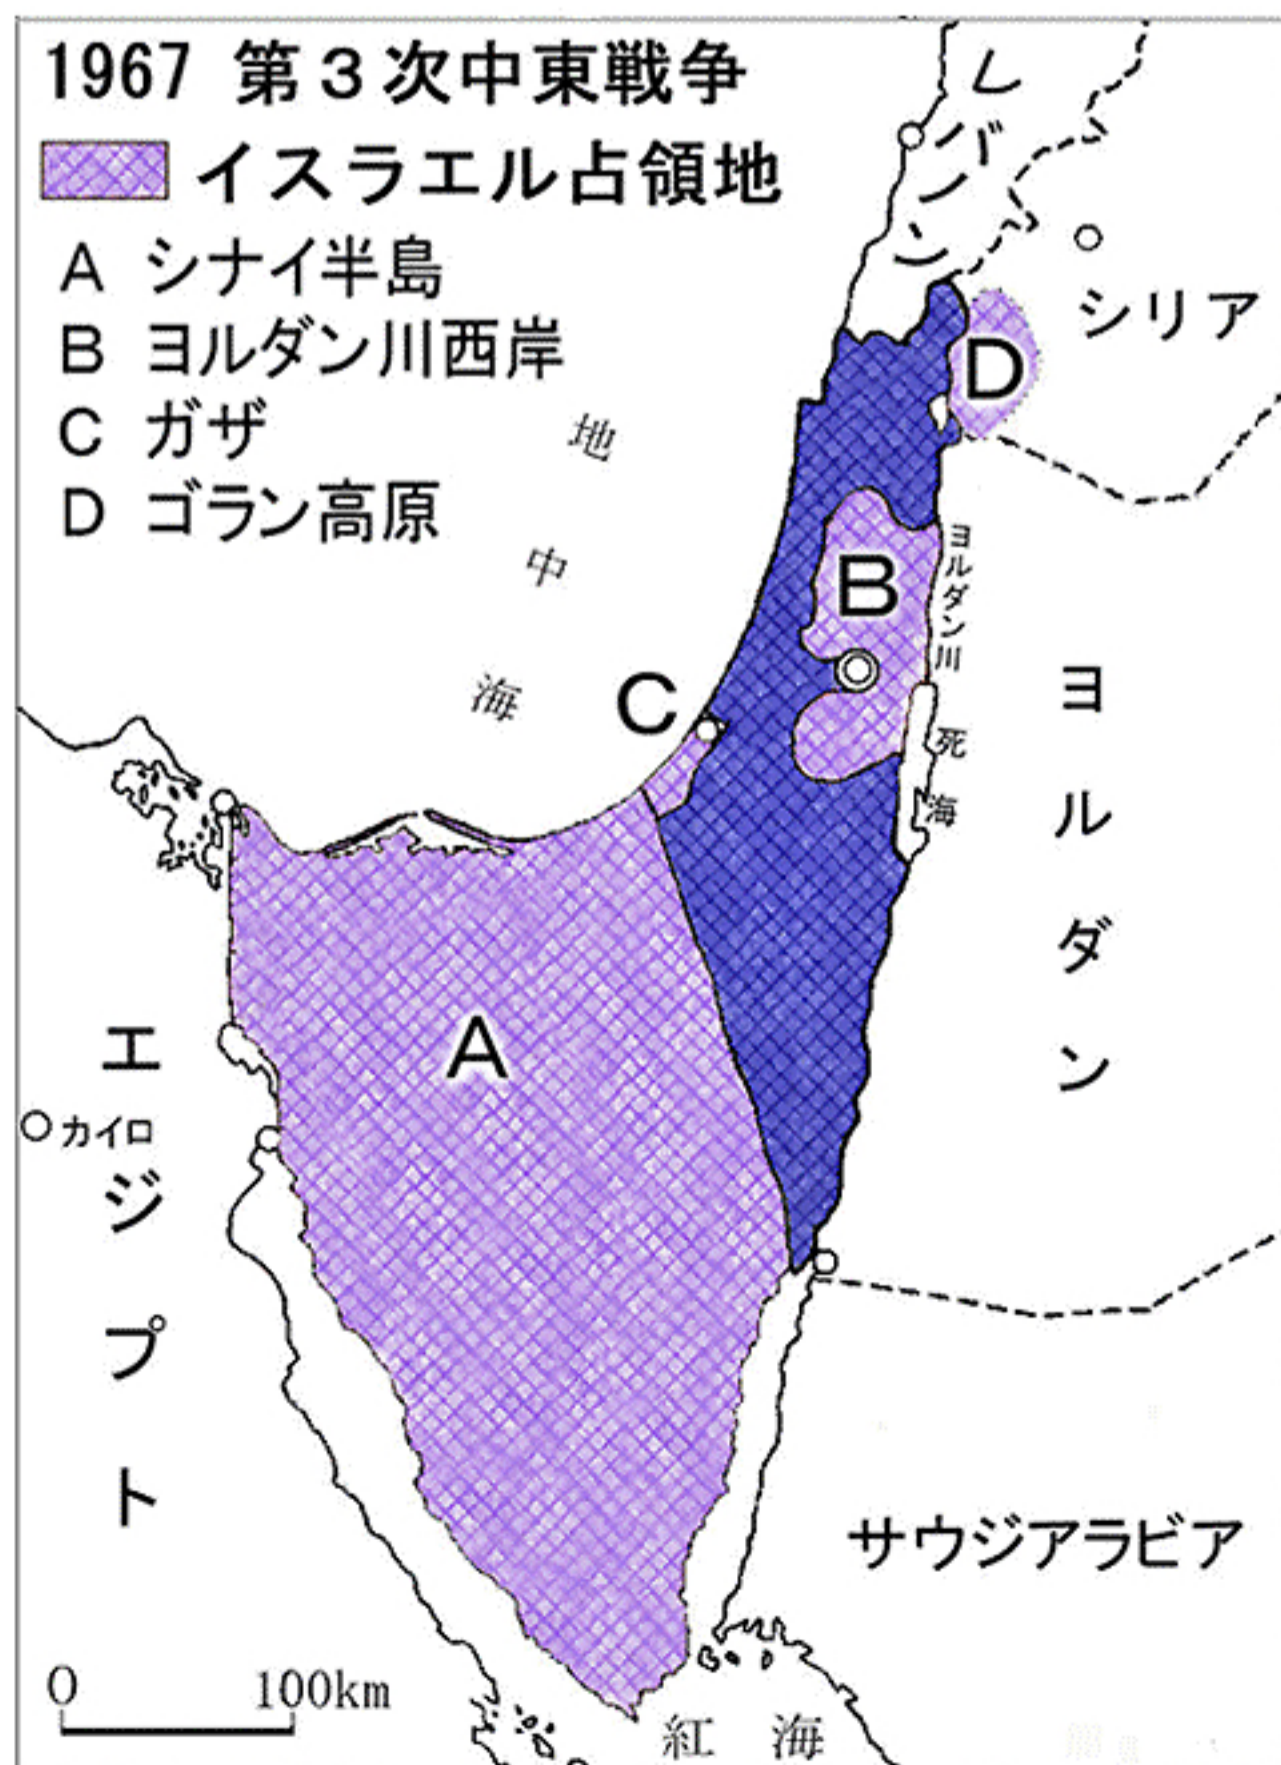 1967 第３次中東戦争
イスラエル占領地
A シナイ半島
B ヨルダン川西岸
C ガザ
D ゴラン高原
レバノン
シリア
D
地中海
B
ヨルダン川
C
死海
ヨルダン
A
エジプト
カイロ
サウジアラビア
0 100km
紅海